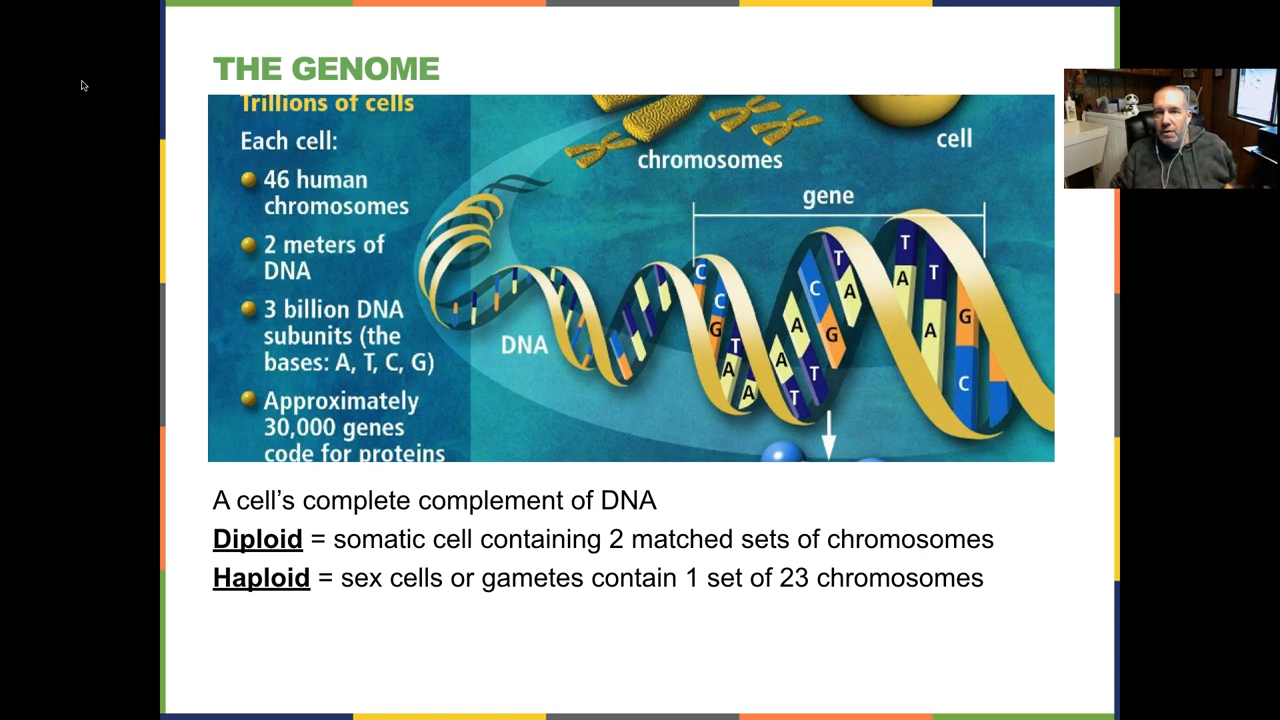 THE GENOME
Trillions of cells
Each cell:
46 human
chromosomes
2 meters of
DNA
3 billion DNA
subunits (the
bases: A, T, C, G)
Approximately
30,000 genes
code for proteins
chromosomes
cell
gene
DNA
C
C
G
T
A
A
A
A
T
T
C
G
T
A
T
A
T
A
G
C
A cell’s complete complement of DNA
Diploid = somatic cell containing 2 matched sets of chromosomes
Haploid = sex cells or gametes contain 1 set of 23 chromosomes